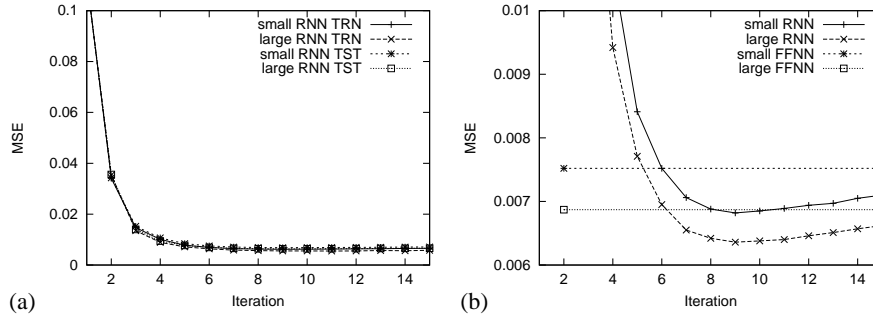 0.1
0.08
0.06
0.04
0.02
0
MSE
2 4 6 8 10 12 14
Iteration
small RNN TRN
large RNN TRN
small RNN TST
large RNN TST
(a)
0.01
0.009
0.008
0.007
0.006
MSE
2 4 6 8 10 12 14
Iteration
small RNN
large RNN
small FFNN
large FFNN
(b)